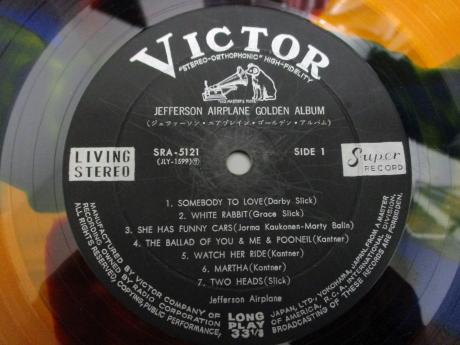 VICTOR
"STEREO-ORTHOPHONIC" HIGH-FIDELITY
"HIS MASTER'S VOICE"
JEFFERSON AIRPLANE GOLDEN ALBUM
(ジェファーソン・エアプレイン・ゴールデン・アルバム)
LIVING STEREO
SRA-5121
(JLY-1599)
SIDE 1
Super RECORD
1. SOMEBODY TO LOVE(Darby Slick)
2. WHITE RABBIT(Grace Slick)
3. SHE HAS FUNNY CARS(Jorma Kaukonen-Marty Balin)
4. THE BALLAD OF YOU & ME & POONEIL(Kantner)
5. WATCH HER RIDE(Kantner)
6. MARTHA(Kantner)
7. TWO HEADS(Slick)
Jefferson Airplane
LONG PLAY 33 1/3
MANUFACTURED BY VICTOR COMPANY OF JAPAN, LTD., YOKOHAMA, JAPAN, FROM A MASTER
RECORDING OWNED BY RADIO CORPORATION OF AMERICA, R.C.A. INTERNATIONAL DIVISION.
ALL RIGHTS RESERVED, COPYING, PUBLIC PERFORMANCE, BROADCASTING OF THESE RECORDS ARE FORBIDDEN.